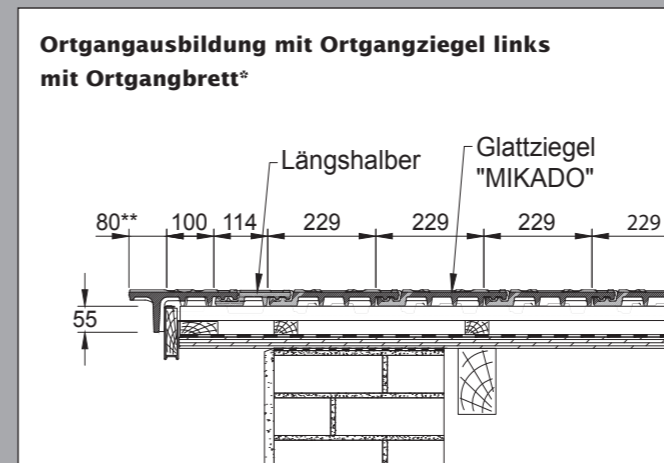 Ortgangausbildung mit Ortgangziegel links
mit Ortgangbrett*
Längshalber
Glattziegel
"MIKADO"
80** 100 114 229 229 229 229
55